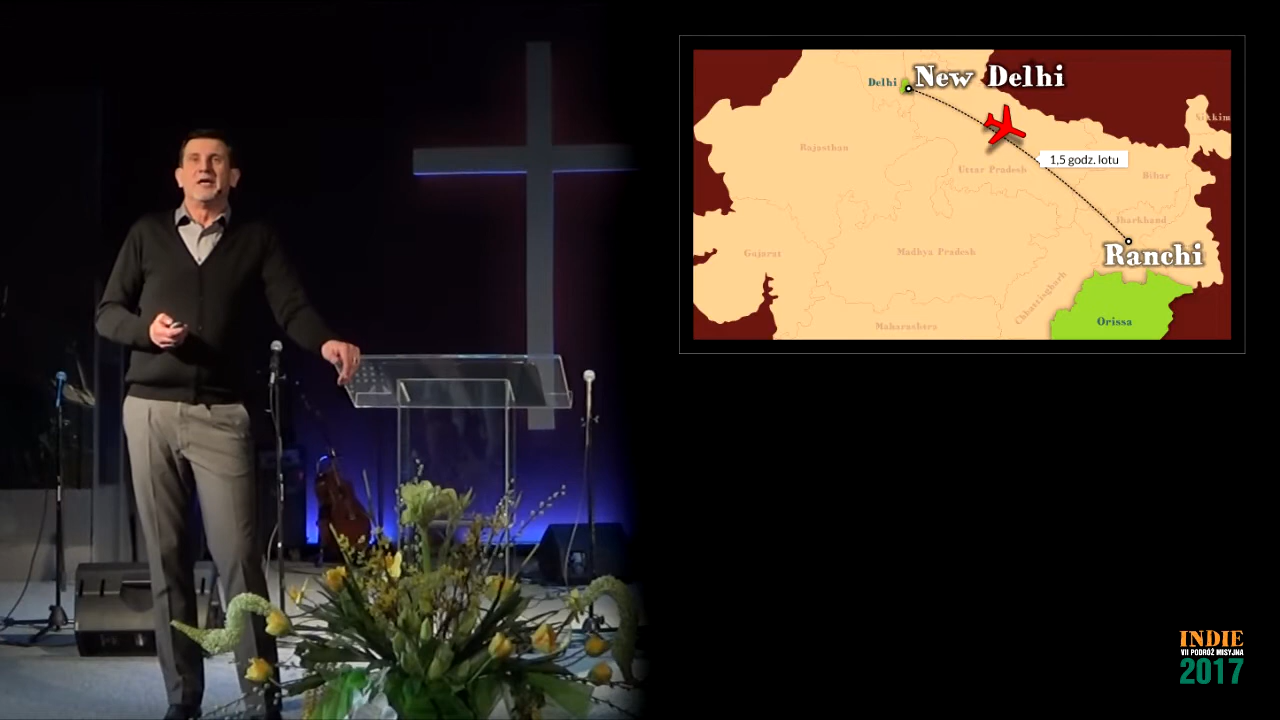 Delhi
New Delhi
Sikkim
Rajasthan
1,5 godz. lotu
Uttar Pradesh
Bihar
Jharkhand
Ranchi
Gujarat
Madhya Pradesh
Chhattisgharh
Orissa
Maharashtra
INDIE
VII PODRÓŻ MISYJNA
2017